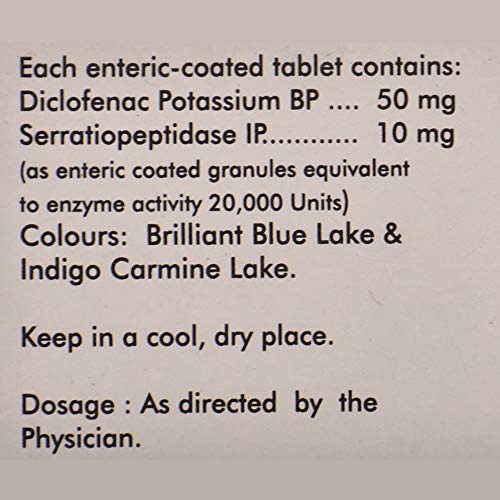 Each enteric-coated tablet contains:
Diclofenac Potassium BP .... 50 mg
Serratiopeptidase IP............ 10 mg
(as enteric coated granules equivalent
to enzyme activity 20,000 Units)
Colours: Brilliant Blue Lake &
Indigo Carmine Lake.
Keep in a cool, dry place.
Dosage : As directed by the
Physician.